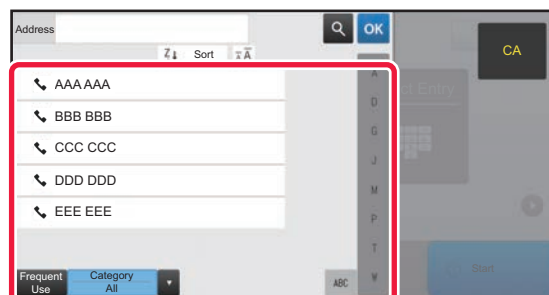 Address
OK
CA
Sort
A
AAA AAA
D
BBB BBB
G
CCC CCC
J
DDD DDD
M
EEE EEE
P
T
Frequent
Use
Category
All
ABC
W
Entry
Start